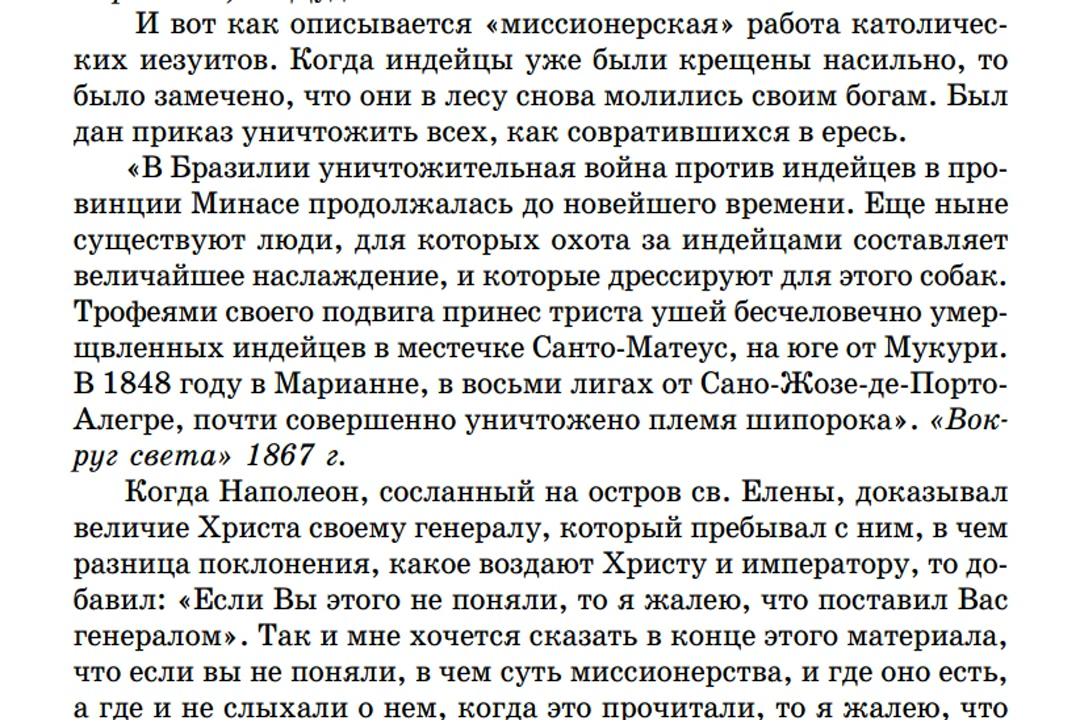 И вот как описывается «миссионерская» работа католичес-
ких иезуитов. Когда индейцы уже были крещены насильно, то
было замечено, что они в лесу снова молились своим богам. Был
дан приказ уничтожить всех, как совратившихся в ересь.
«В Бразилии уничтожительная война против индейцев в про-
винции Минасе продолжалась до новейшего времени. Еще ныне
существуют люди, для которых охота за индейцами составляет
величайшее наслаждение, и которые дрессируют для этого собак.
Трофеями своего подвига принес триста ушей бесчеловечно умер-
щвленных индейцев в местечке Санто-Матеус, на юге от Мукури.
В 1848 году в Марианне, в восьми лигах от Сано-Жозе-де-Порто-
Алегре, почти совершенно уничтожено племя шипорока». «Вок-
руг света» 1867 г.
Когда Наполеон, сосланный на остров св. Елены, доказывал
величие Христа своему генералу, который пребывал с ним, в чем
разница поклонения, какое воздают Христу и императору, то до-
бавил: «Если Вы этого не поняли, то я жалею, что поставил Вас
генералом». Так и мне хочется сказать в конце этого материала,
что если вы не поняли, в чем суть миссионерства, и где оно есть,
а где и не слыхали о нем, когда это прочитали, то я жалею, что